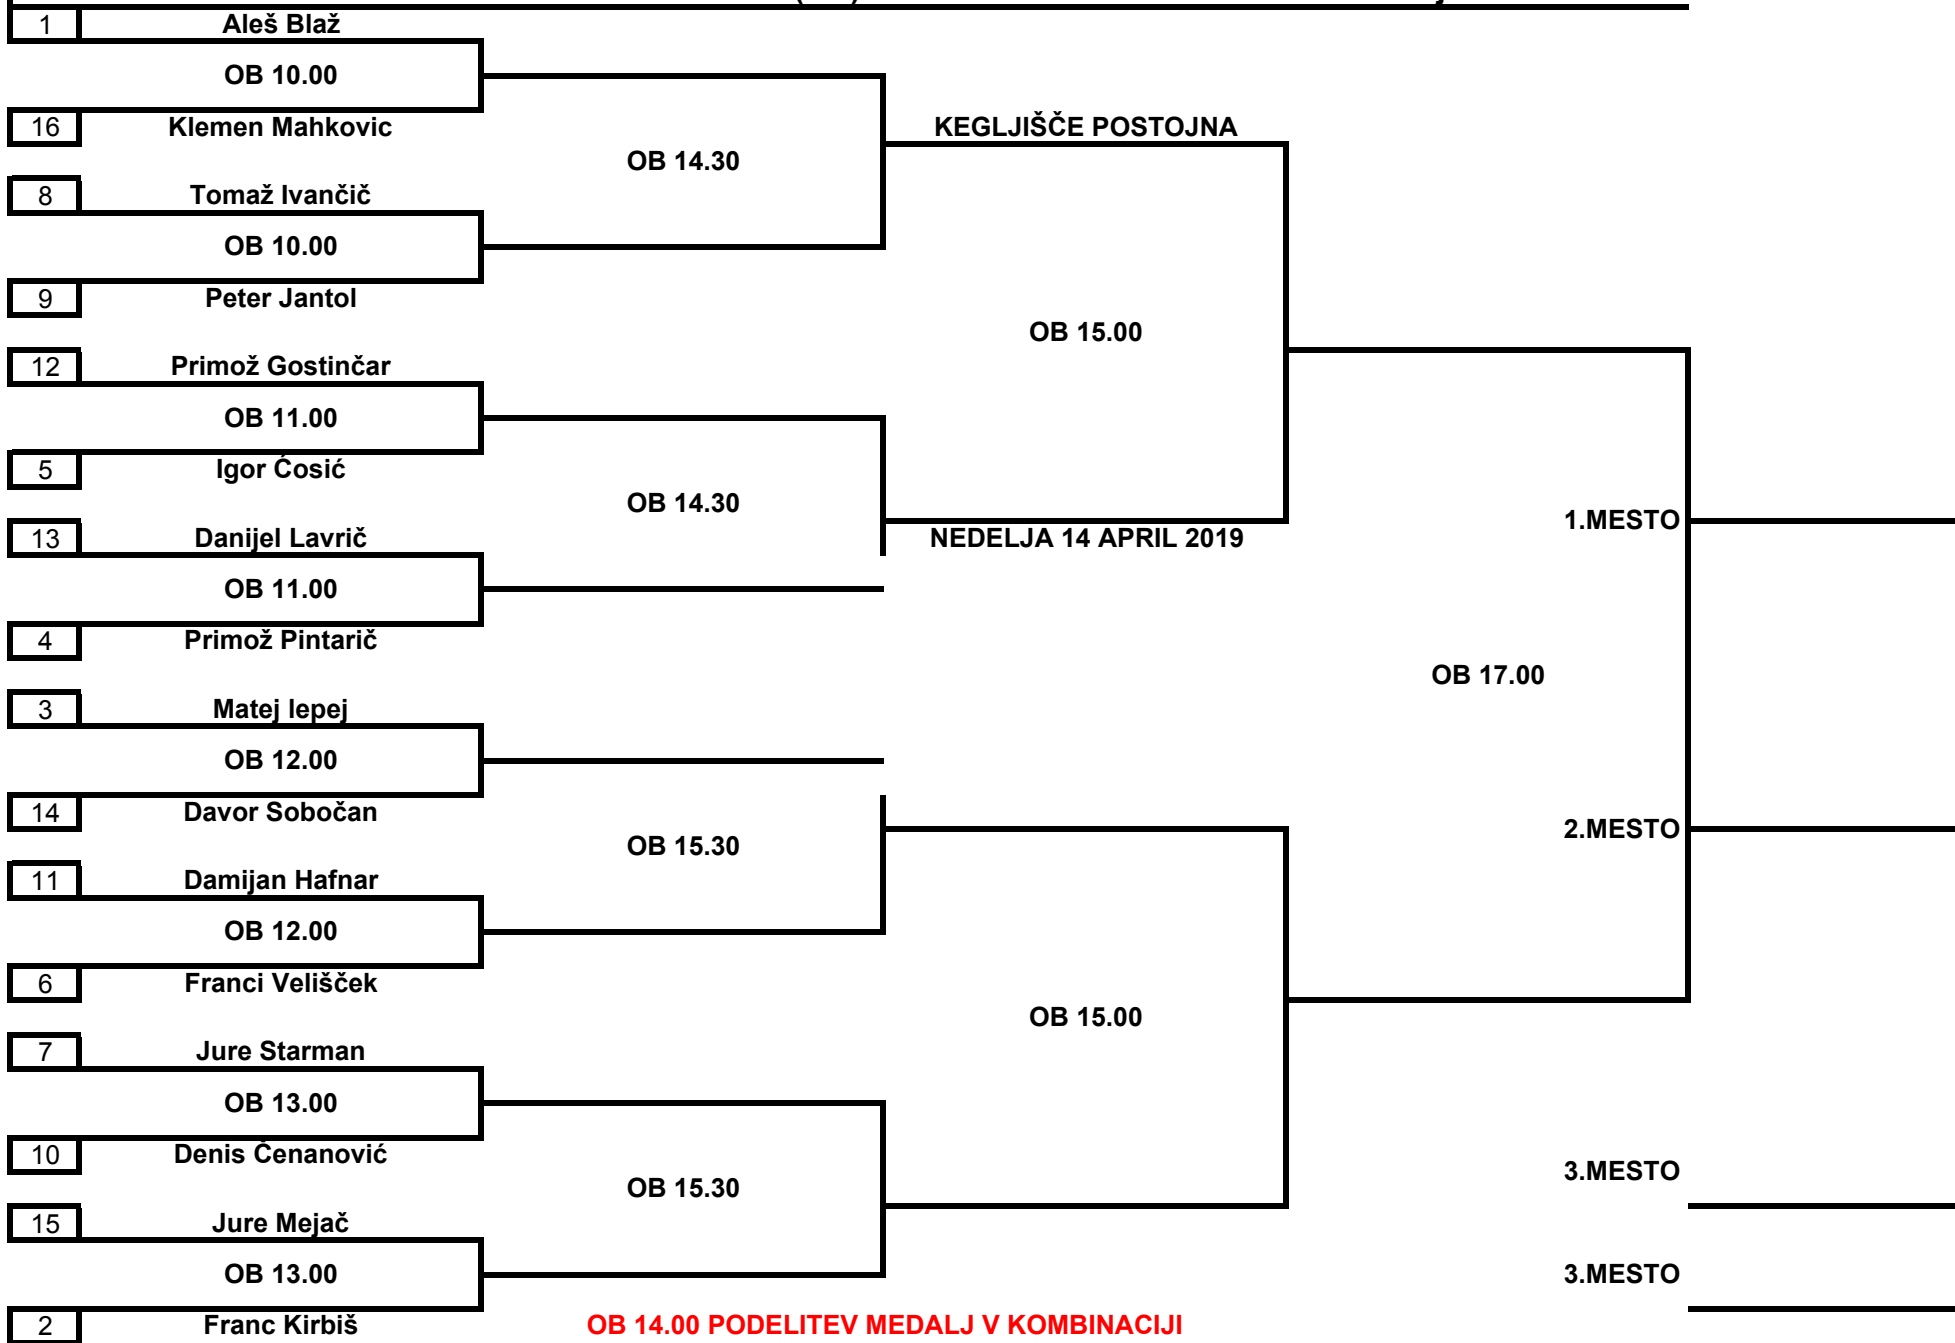 1 Aleš Blaž
OB 10.00
16 Klemen Mahkovic
KEGLJIŠČE POSTOJNA
OB 14.30
8 Tomaž Ivančič
OB 10.00
9 Peter Jantol
OB 15.00
12 Primož Gostinčar
OB 11.00
5 Igor Ćosić
OB 14.30
1.MESTO
13 Danijel Lavrič
NEDELJA 14 APRIL 2019
OB 11.00
4 Primož Pintarič
OB 17.00
3 Matej lepej
OB 12.00
14 Davor Sobočan
2.MESTO
OB 15.30
11 Damijan Hafnar
OB 12.00
6 Franci Velišček
OB 15.00
7 Jure Starman
OB 13.00
10 Denis Čenanović
3.MESTO
OB 15.30
15 Jure Mejač
OB 13.00
3.MESTO
2 Franc Kirbiš
OB 14.00 PODELITEV MEDALJ V KOMBINACIJI